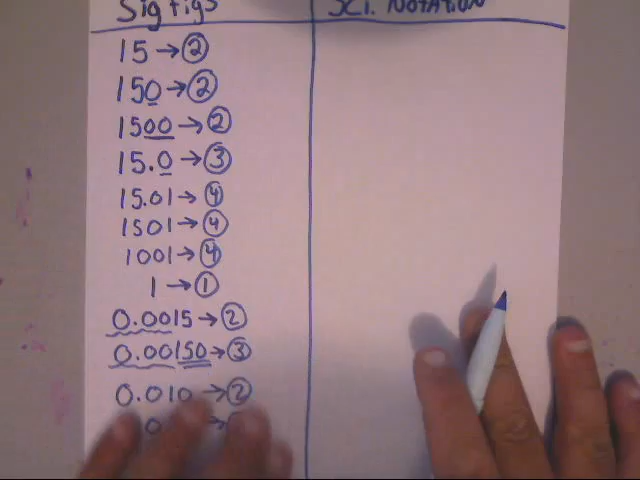 Sig figs
Sci. Notation
15 → 2
150 → 2
1500 → 2
15.0 → 3
15.01 → 4
1501 → 4
1001 → 4
1 → 1
0.0015 → 2
0.00150 → 3
0.010 → 2